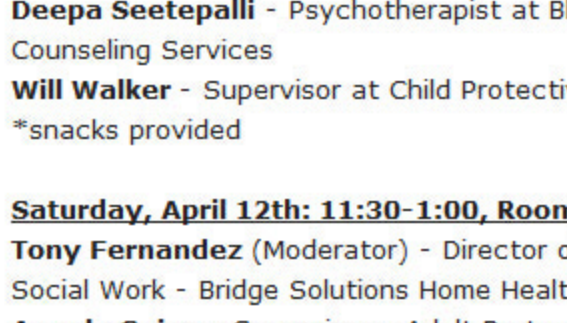 Deepa Seetepalli - Psychotherapist at
Counseling Services
Will Walker - Supervisor at Child
*snacks provided
Saturday, April 12th: 11:30-1:00,
Tony Fernandez (Moderator) - Director
Social Work - Bridge Solutions Home